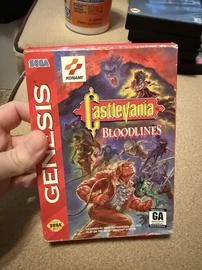 SEGA
KONAMI
Castlevania
BLOODLINES
GENESIS
GA
SEGA